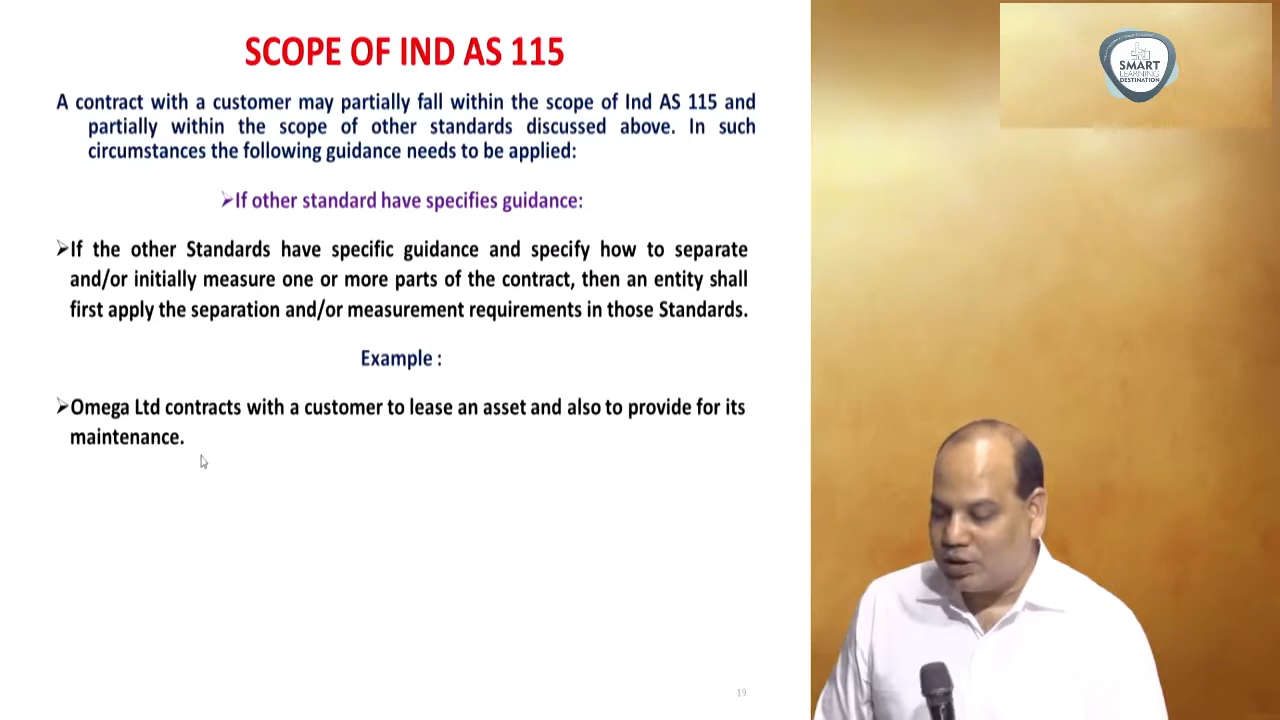 SCOPE OF IND AS 115
A contract with a customer may partially fall within the scope of Ind AS 115 and
partially within the scope of other standards discussed above. In such
circumstances the following guidance needs to be applied:
➢If other standard have specifies guidance:
➢If the other Standards have specific guidance and specify how to separate
and/or initially measure one or more parts of the contract, then an entity shall
first apply the separation and/or measurement requirements in those Standards.
Example :
➢Omega Ltd contracts with a customer to lease an asset and also to provide for its
maintenance.
19
SMART
LEARNING
DESTINATION